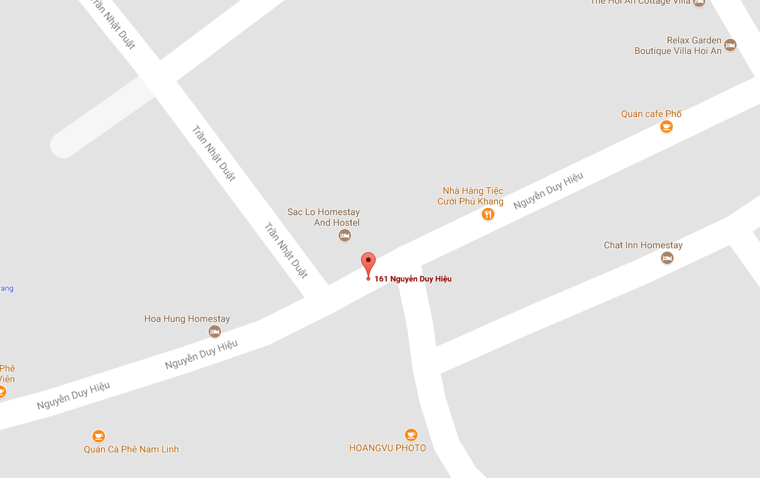 The Hoi An Cottage Villa
Trần Nhật Duật
Relax Garden
Boutique Villa Hoi An
Quán cafe Phố
Trần Nhật Duật
Nhà Hàng Tiệc
Cưới Phú Khang
Nguyễn Duy Hiệu
Sac Lo Homestay
And Hostel
Trần Nhật Duật
Chat Inn Homestay
161 Nguyễn Duy Hiệu
Hoa Hung Homestay
Nguyễn Duy Hiệu
Phê
Viên
Nguyễn Duy Hiệu
Quán Cà Phê Nam Linh
HOANGVU PHOTO